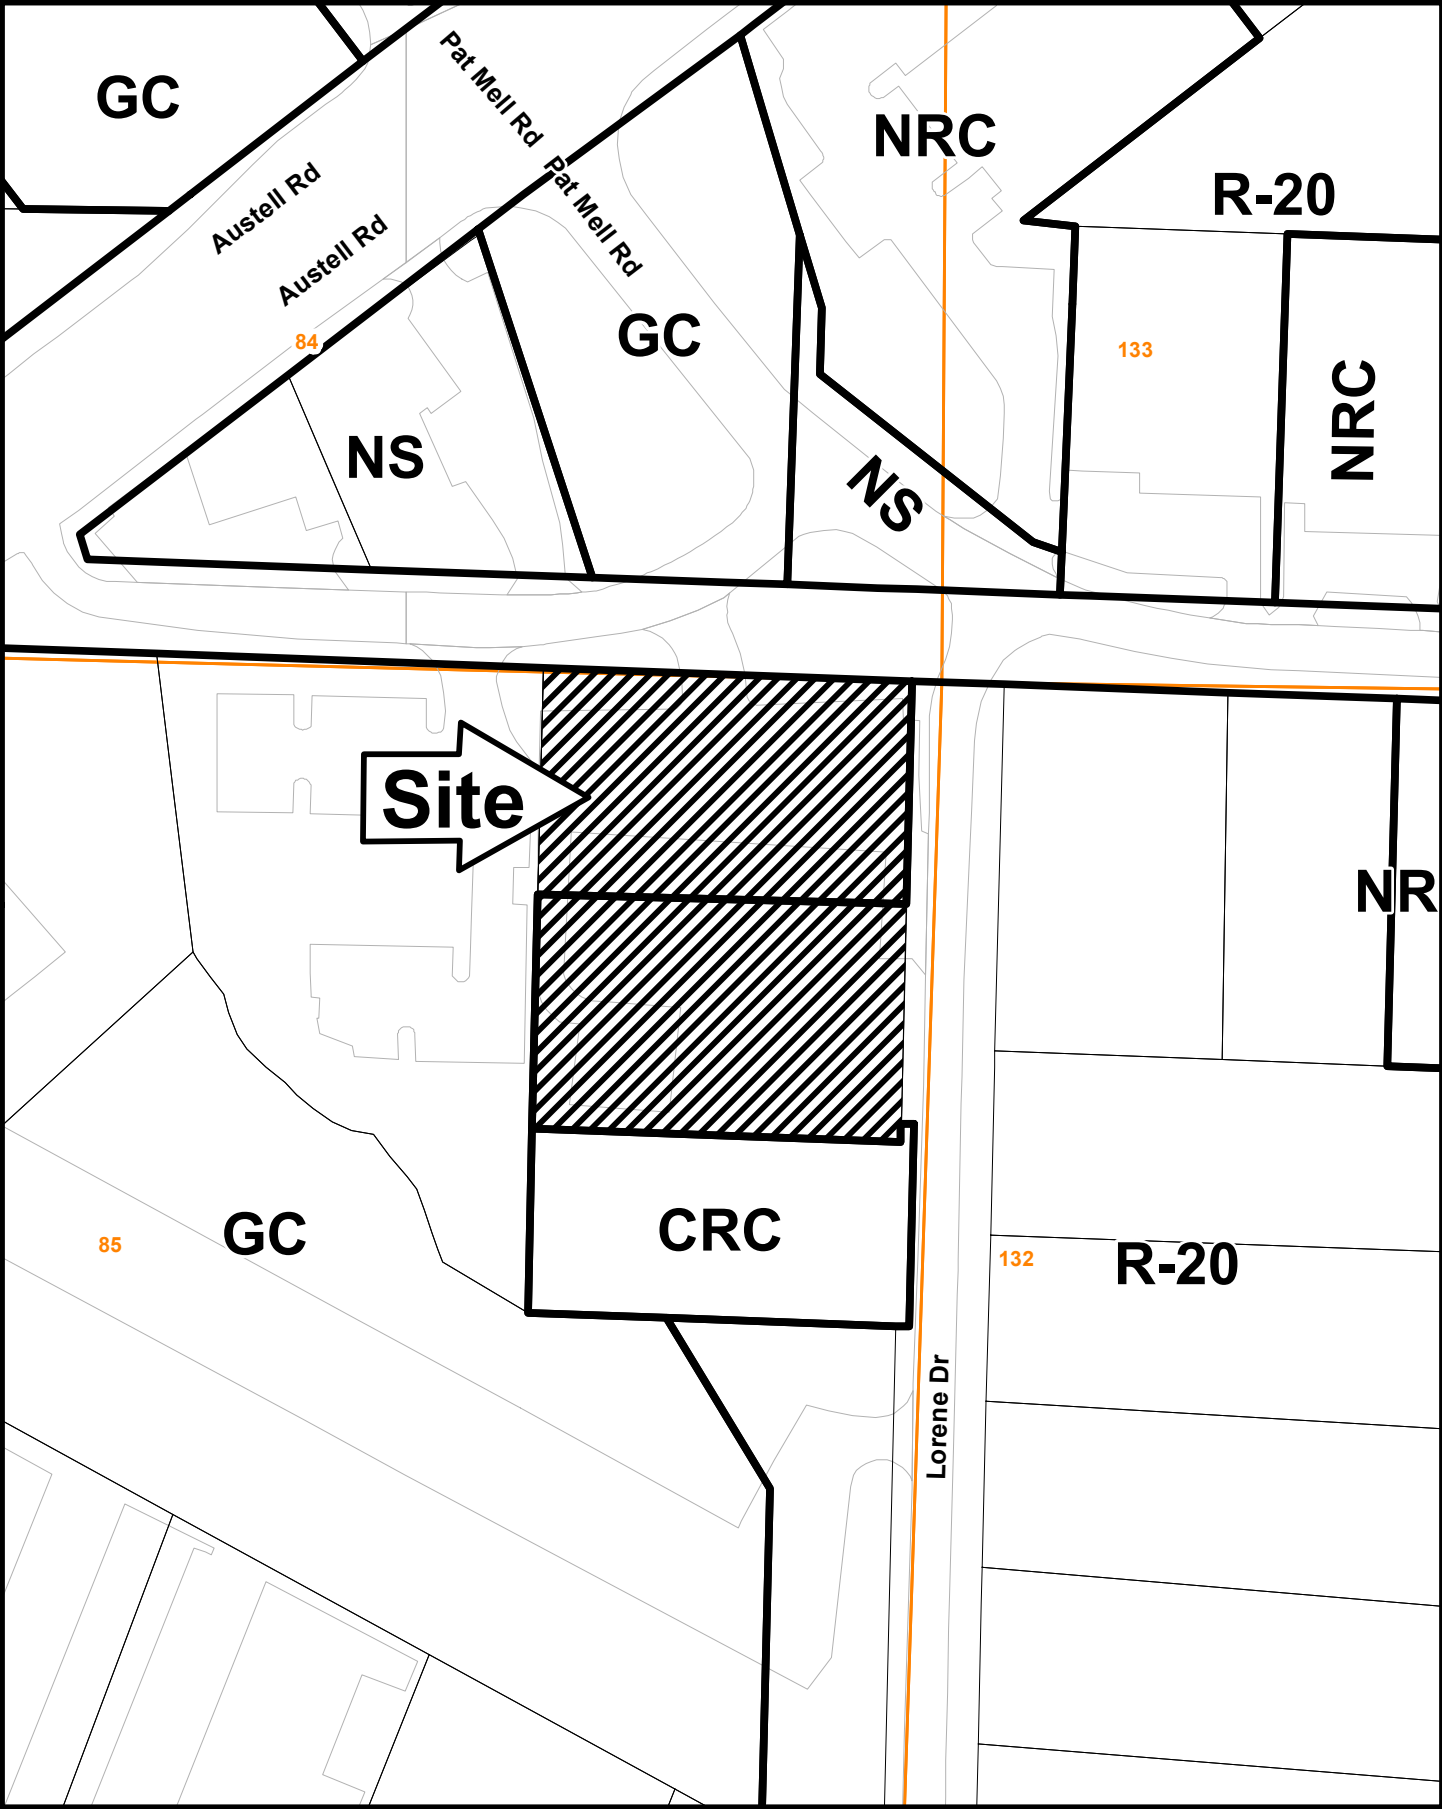 GC
Pat Mell Rd
Pat Mell Rd
NRC
R-20
Austell Rd
Austell Rd
84
GC
133
NRC
NS
NS
Site
NR
CRC
GC
85
132
R-20
Lorene Dr